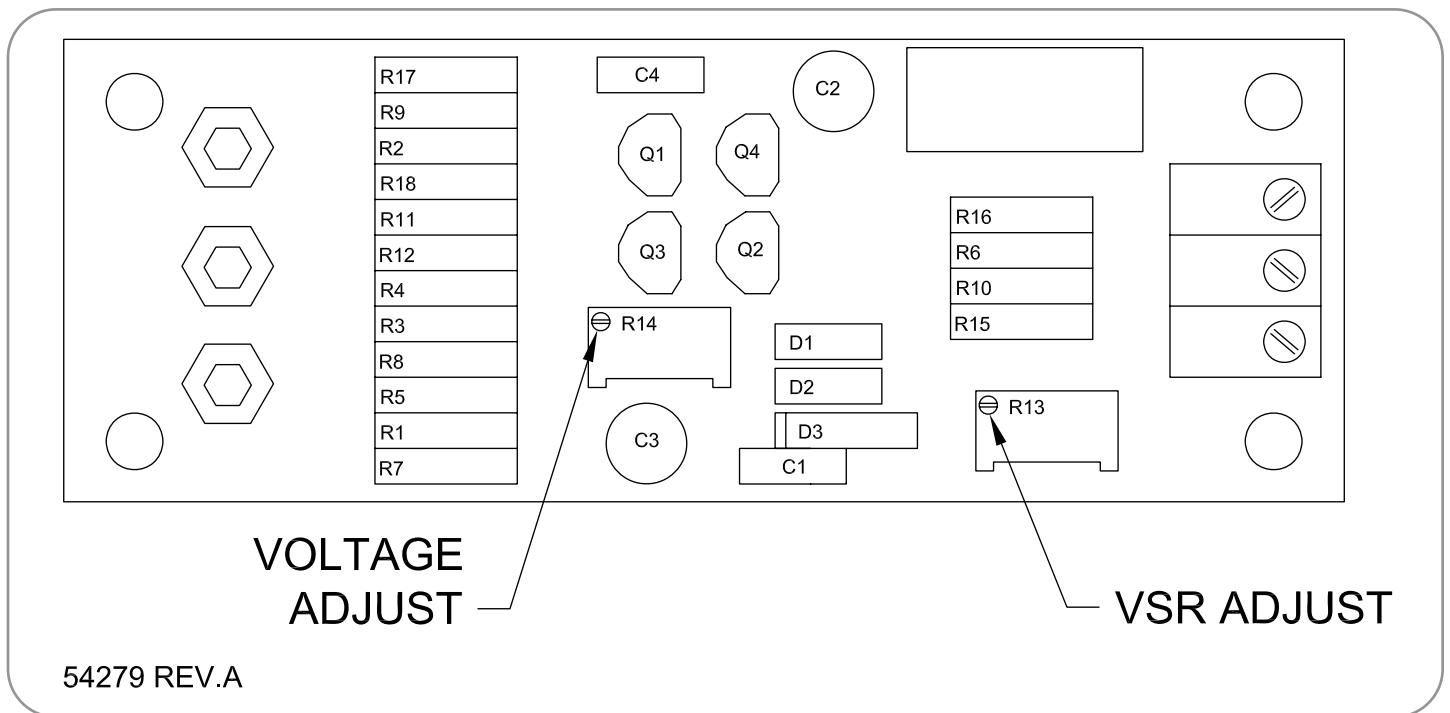 R17
R9
R2
R18
R11
R12
R4
R3
R8
R5
R1
R7
C4
C2
Q1
Q4
Q3
Q2
R14
D1
D2
D3
C3
C1
R16
R6
R10
R15
R13
VOLTAGE
ADJUST
VSR ADJUST
54279 REV.A